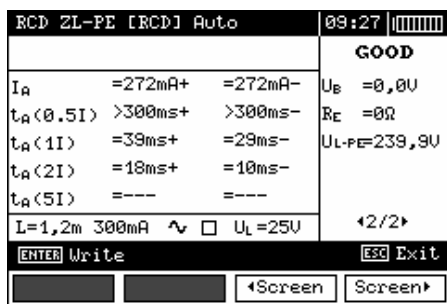 RCD ZL-PE [RCD] Auto 09:27
GOOD
IA =272mA+ =272mA-
tA(0.5I) >300ms+ >300ms-
tA(1I) =39ms+ =29ms-
tA(2I) =18ms+ =10ms-
tA(5I) =--- =---
UB =0,0V
RE =0Ω
UL-PE=239,9V
◂2/2▸
L=1,2m 300mA ∿ □ UL=25V
ENTER Write ESC Exit
◂Screen Screen▸